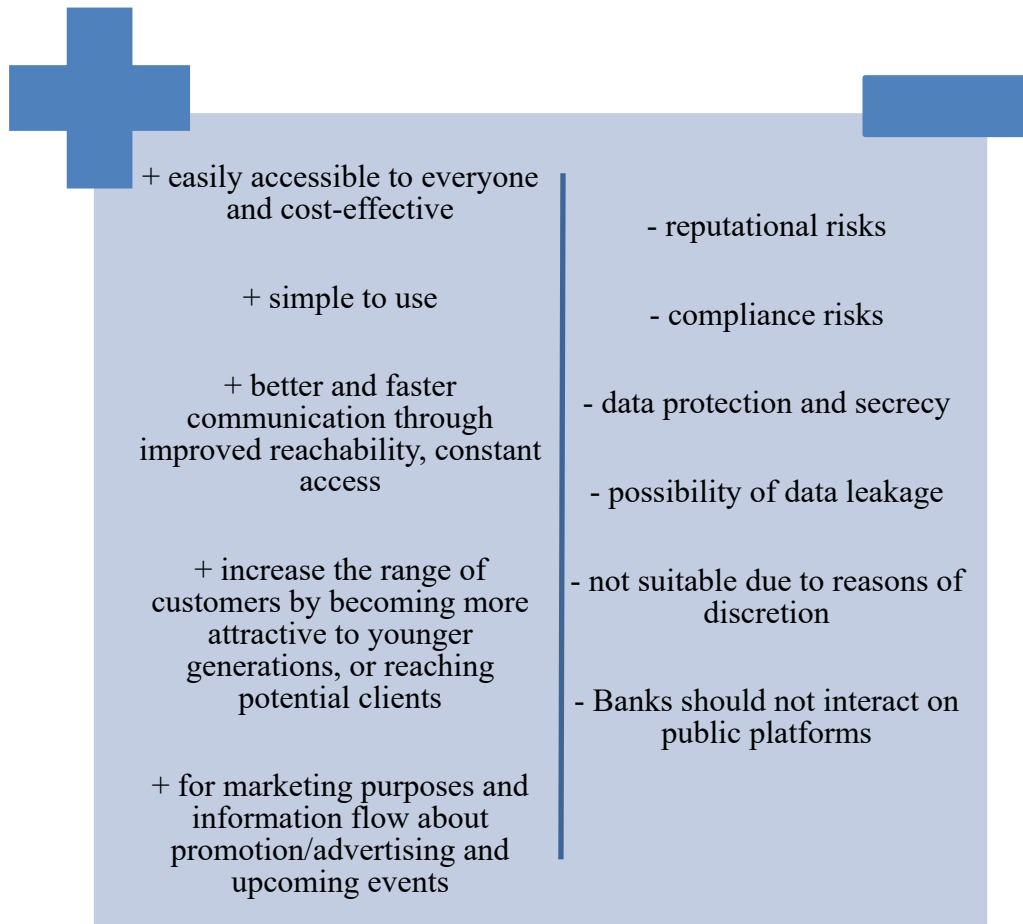 + easily accessible to everyone
and cost-effective
+ simple to use
+ better and faster
communication through
improved reachability, constant
access
+ increase the range of
customers by becoming more
attractive to younger
generations, or reaching
potential clients
+ for marketing purposes and
information flow about
promotion/advertising and
upcoming events
- reputational risks
- compliance risks
- data protection and secrecy
- possibility of data leakage
- not suitable due to reasons of
discretion
- Banks should not interact on
public platforms